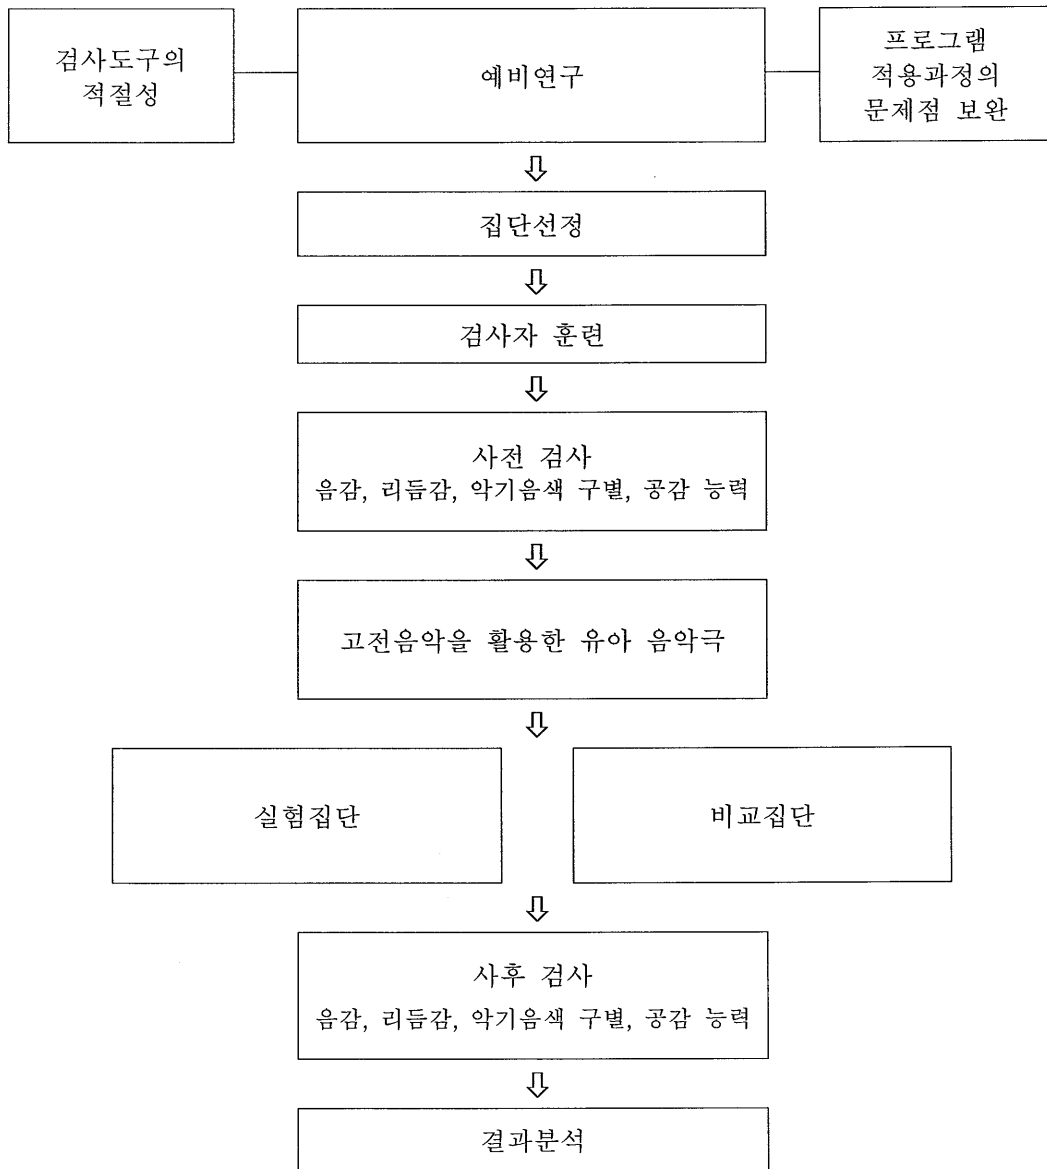 검사도구의
적절성
예비연구
프로그램
적용과정의
문제점 보완
집단선정
검사자 훈련
사전 검사
음감, 리듬감, 악기음색 구별, 공감 능력
고전음악을 활용한 유아 음악극
실험집단
비교집단
사후 검사
음감, 리듬감, 악기음색 구별, 공감 능력
결과분석